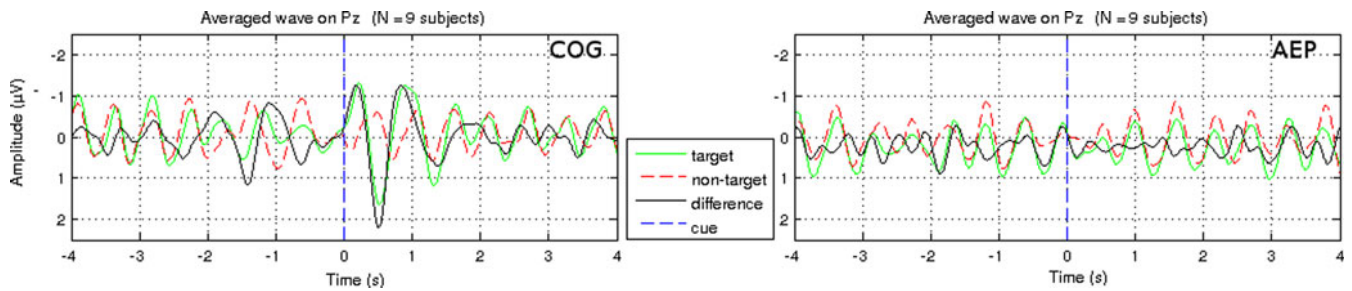 Averaged wave on Pz (N = 9 subjects)
COG
-2
-1
0
1
2
Amplitude (µV)
-4 -3 -2 -1 0 1 2 3 4
Time (s)
target
non-target
difference
cue
Averaged wave on Pz (N = 9 subjects)
AEP
-2
-1
0
1
2
-4 -3 -2 -1 0 1 2 3 4
Time (s)